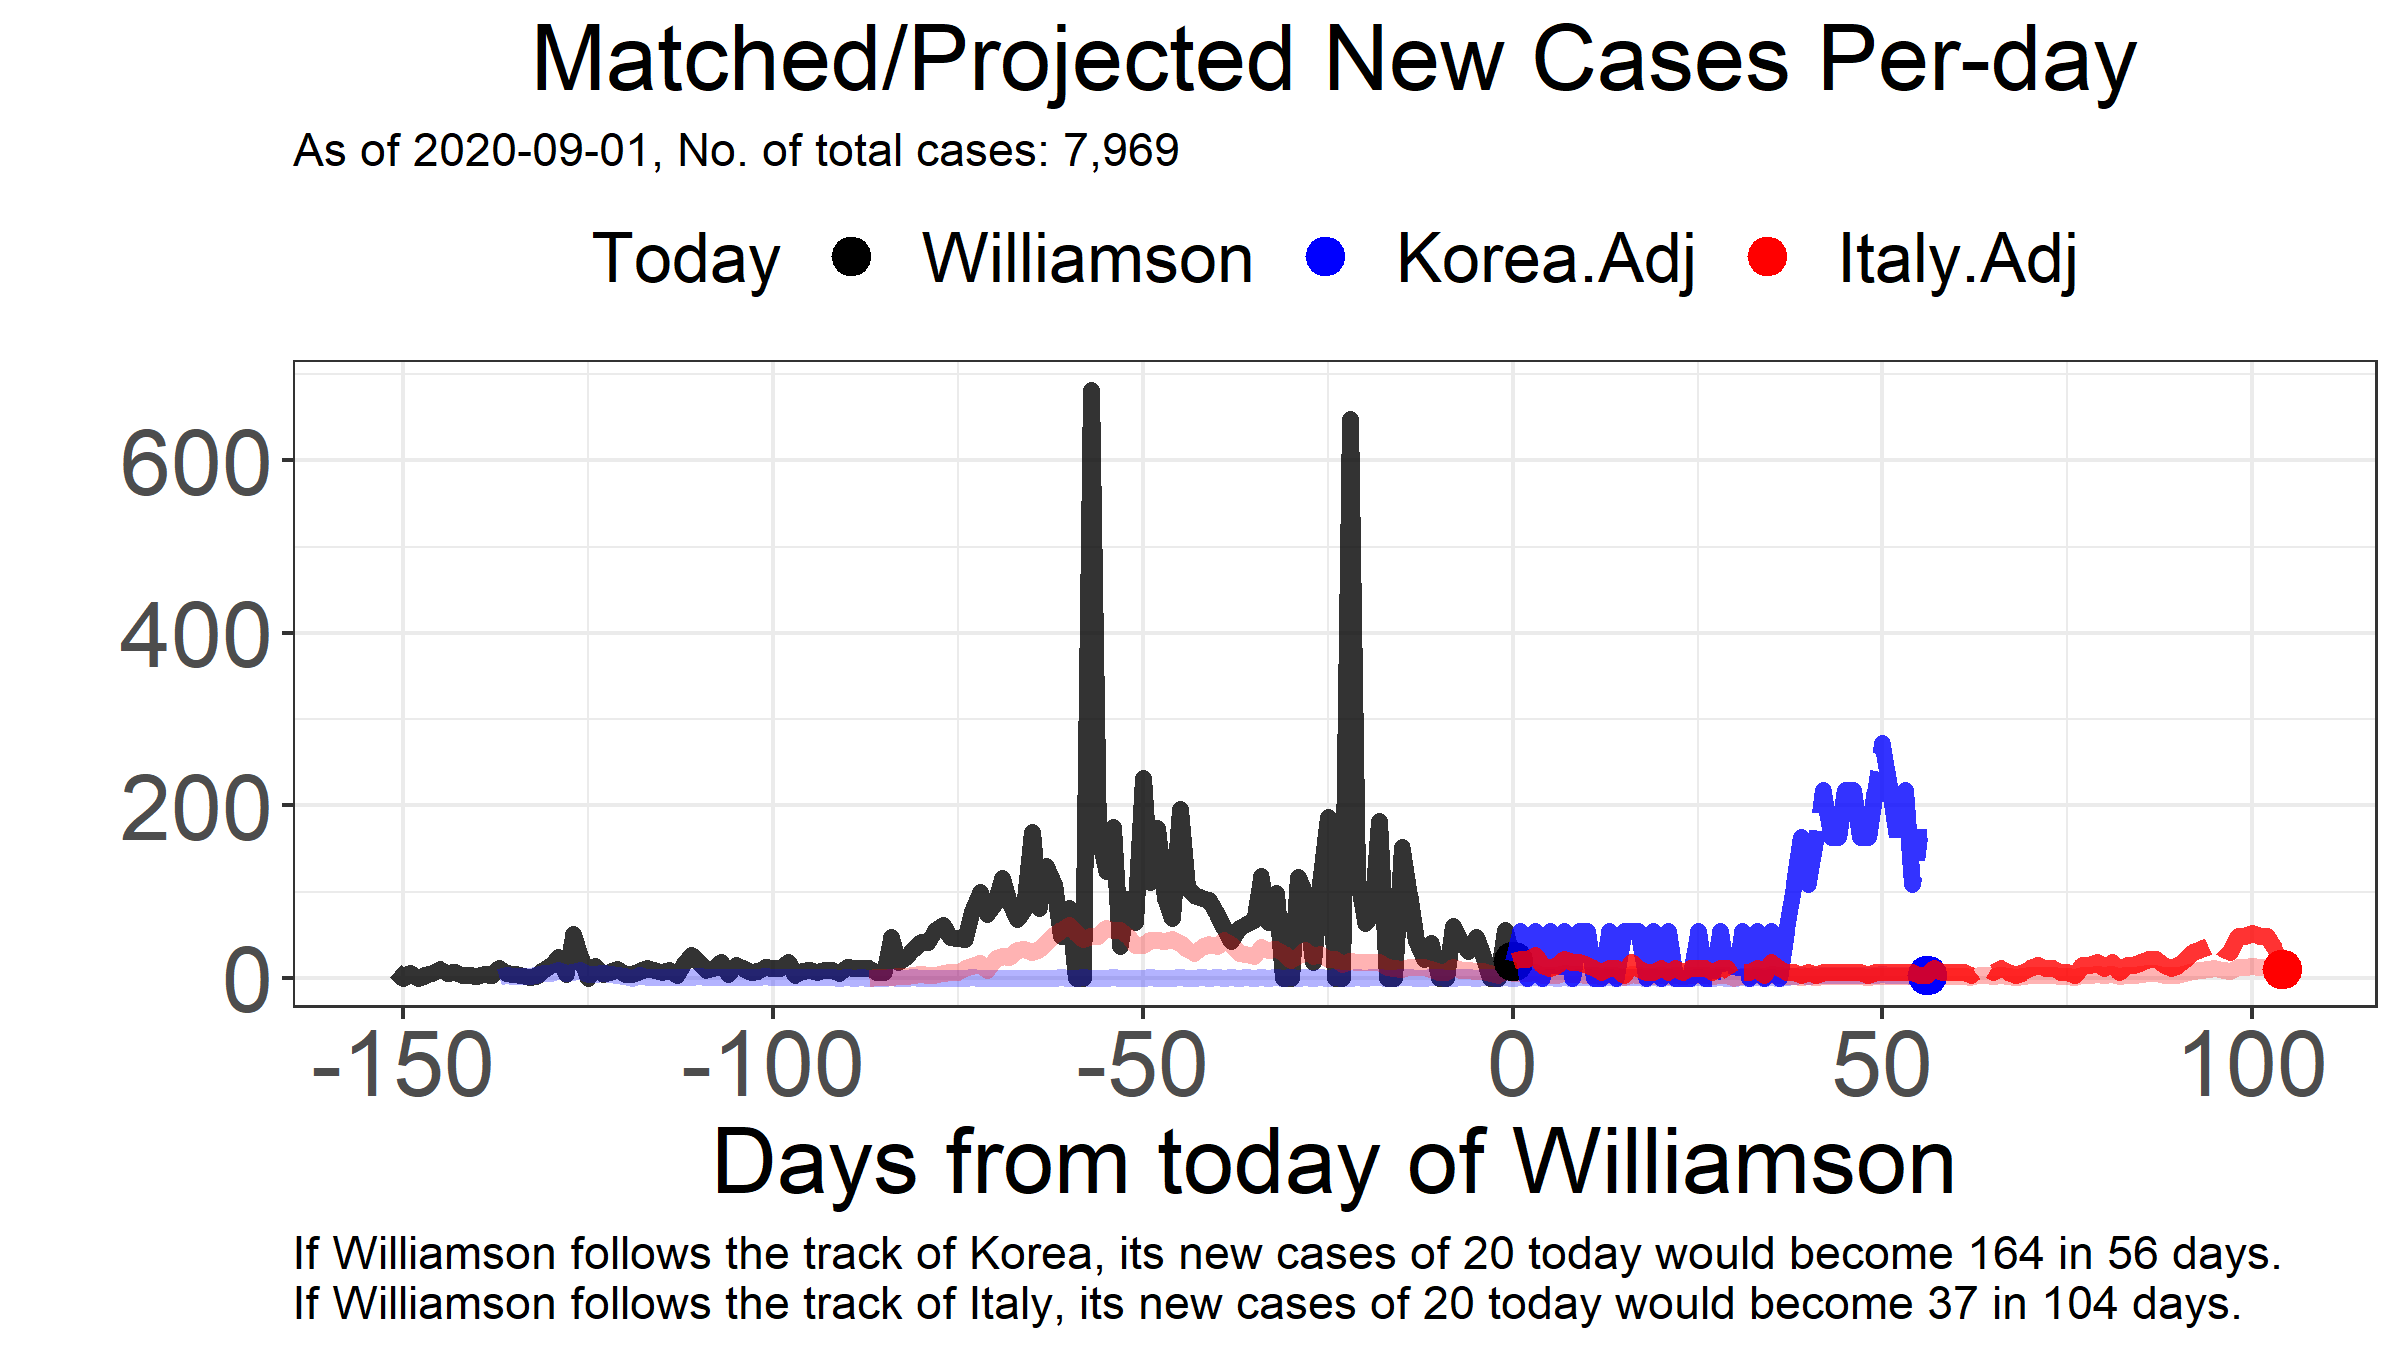 Matched/Projected New Cases Per-day
As of 2020-09-01, No. of total cases: 7,969
Today Williamson Korea.Adj Italy.Adj
600
400
200
0
-150 -100 -50 0 50 100
Days from today of Williamson
If Williamson follows the track of Korea, its new cases of 20 today would become 164 in 56 days.
If Williamson follows the track of Italy, its new cases of 20 today would become 37 in 104 days.